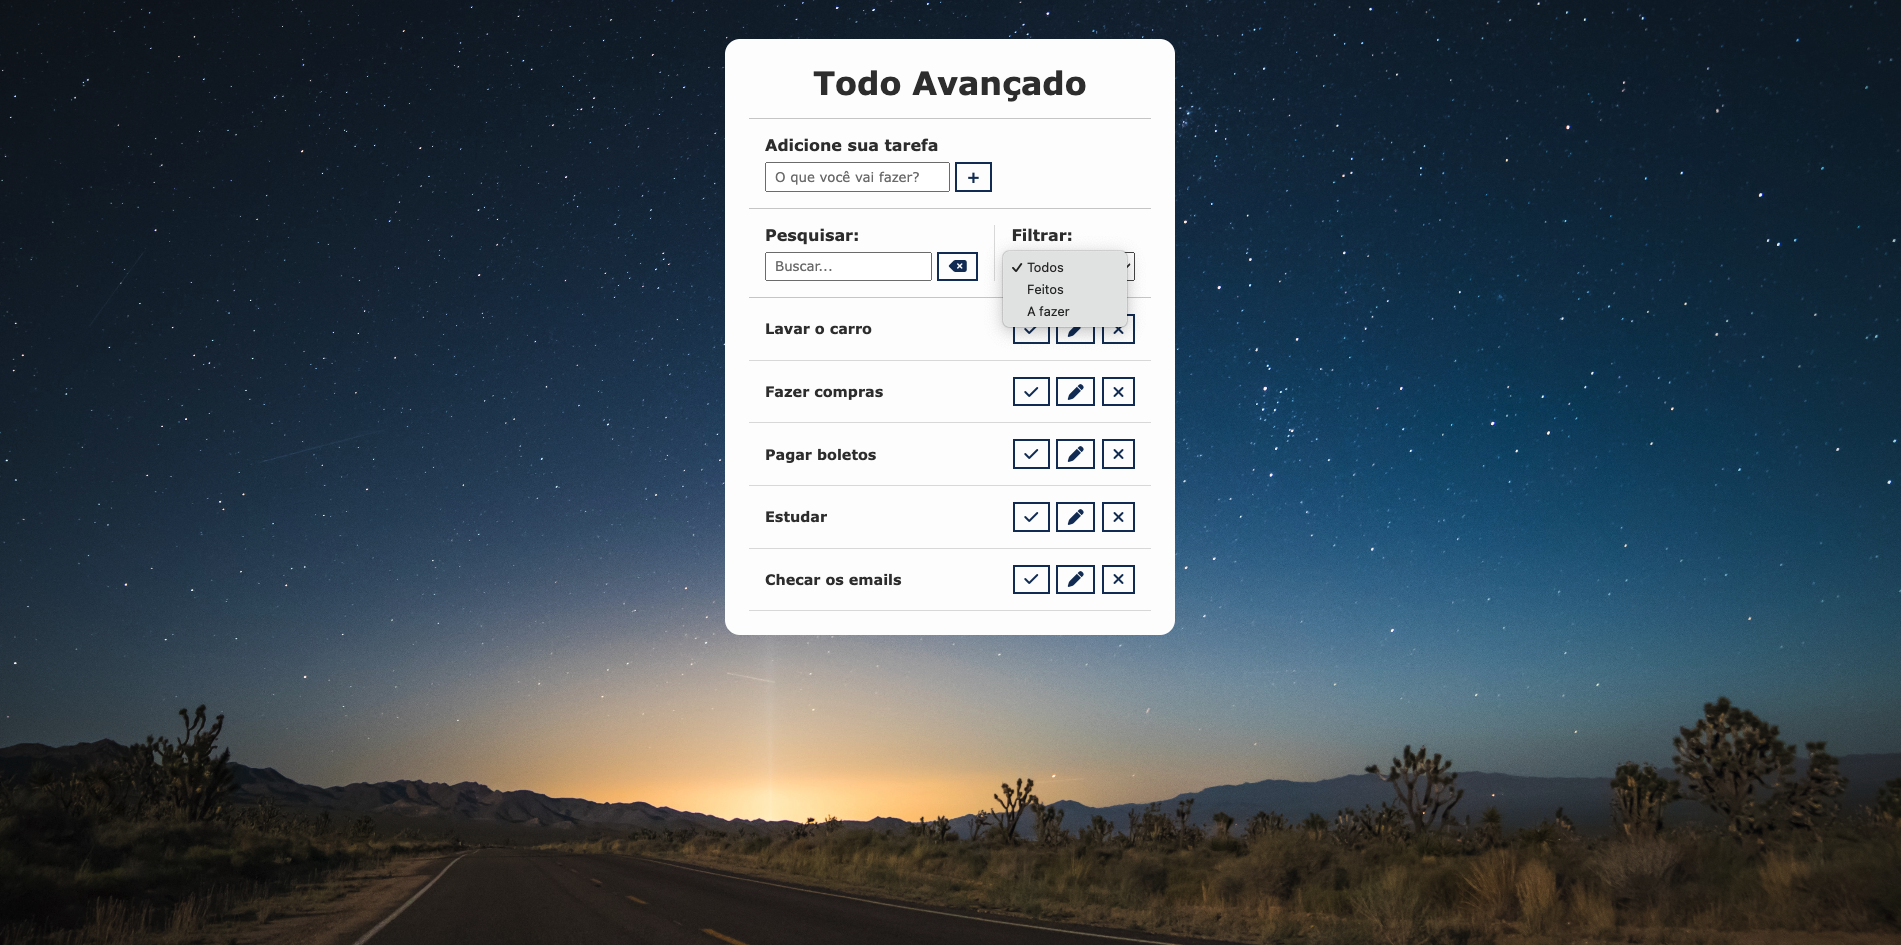 Todo Avançado
Adicione sua tarefa
O que você vai fazer?
Pesquisar:
Buscar...
Filtrar:
Todos
Feitos
A fazer
Lavar o carro
Fazer compras
Pagar boletos
Estudar
Checar os emails